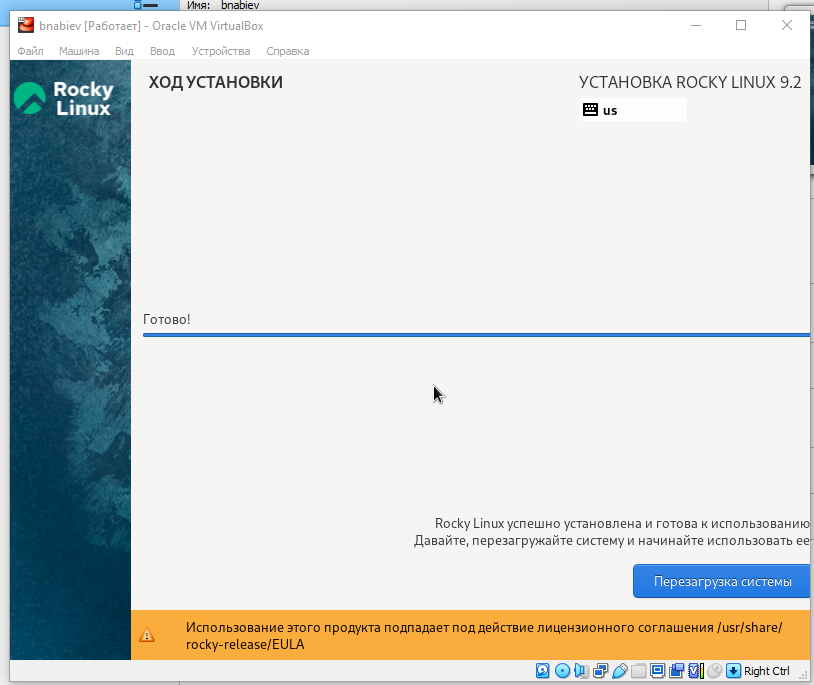 Имя: bnabiev
bnabiev [Работает] - Oracle VM VirtualBox
Файл Машина Вид Ввод Устройства Справка
Rocky
Linux
ХОД УСТАНОВКИ
УСТАНОВКА ROCKY LINUX 9.2
us
Готово!
Rocky Linux успешно установлена и готова к использованию
Давайте, перезагружайте систему и начинайте использовать ее
Перезагрузка системы
Использование этого продукта подпадает под действие лицензионного соглашения /usr/share/
rocky-release/EULA
Right Ctrl